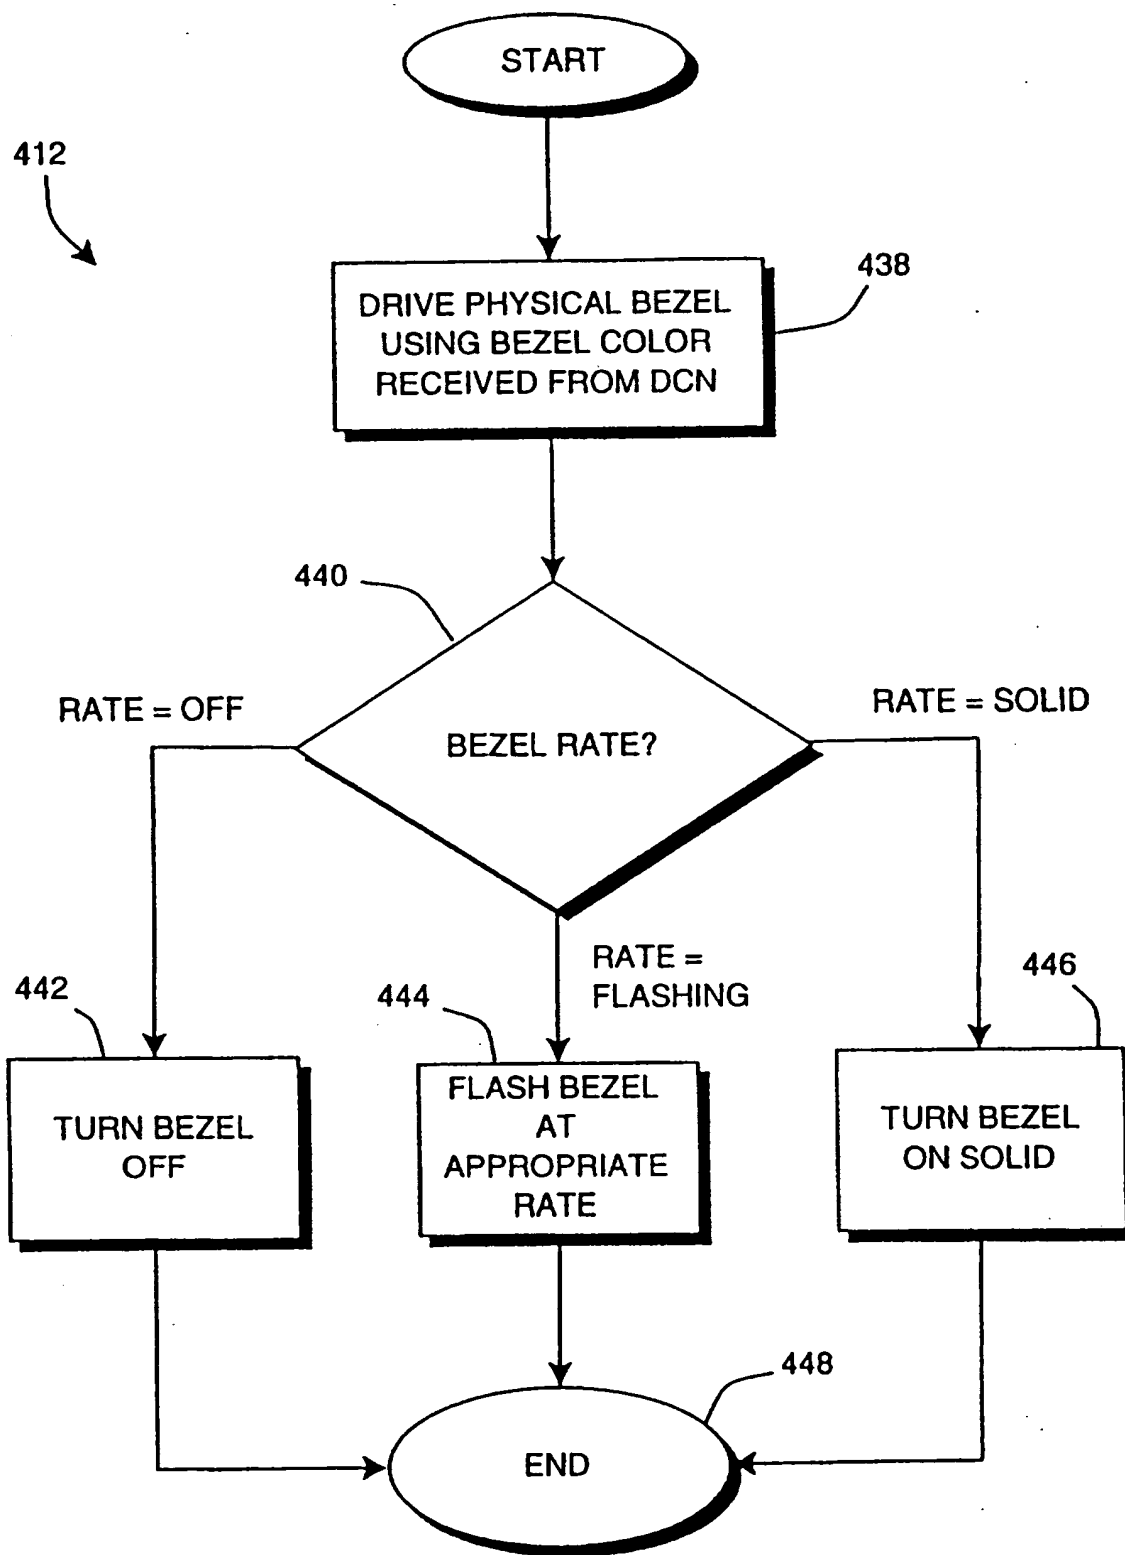 START
412
438
DRIVE PHYSICAL BEZEL
USING BEZEL COLOR
RECEIVED FROM DCN
440
RATE = OFF
BEZEL RATE?
RATE = SOLID
RATE =
FLASHING
442
444
446
TURN BEZEL
OFF
FLASH BEZEL
AT
APPROPRIATE
RATE
TURN BEZEL
ON SOLID
448
END